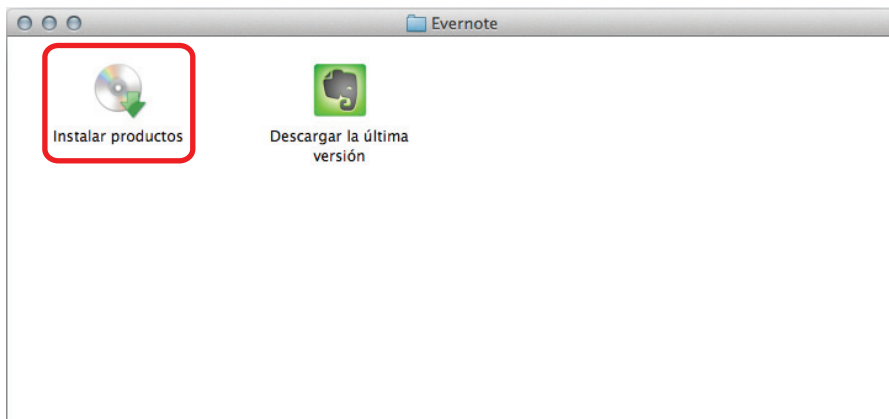 Evernote
Instalar productos
Descargar la última
versión